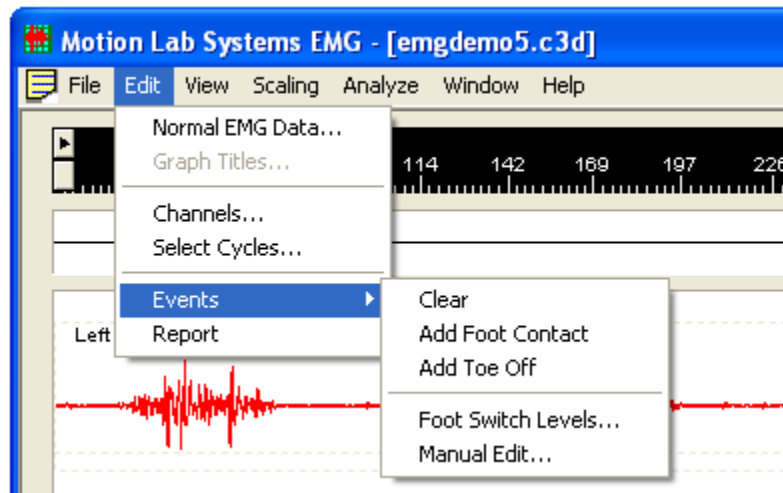 Motion Lab Systems EMG - [emgdemo5.c3d]
File Edit View Scaling Analyze Window Help
Normal EMG Data...
Graph Titles...
114 142 169 197 226
Channels...
Select Cycles...
Events
Clear
Left
Report
Add Foot Contact
Add Toe Off
Foot Switch Levels...
Manual Edit...